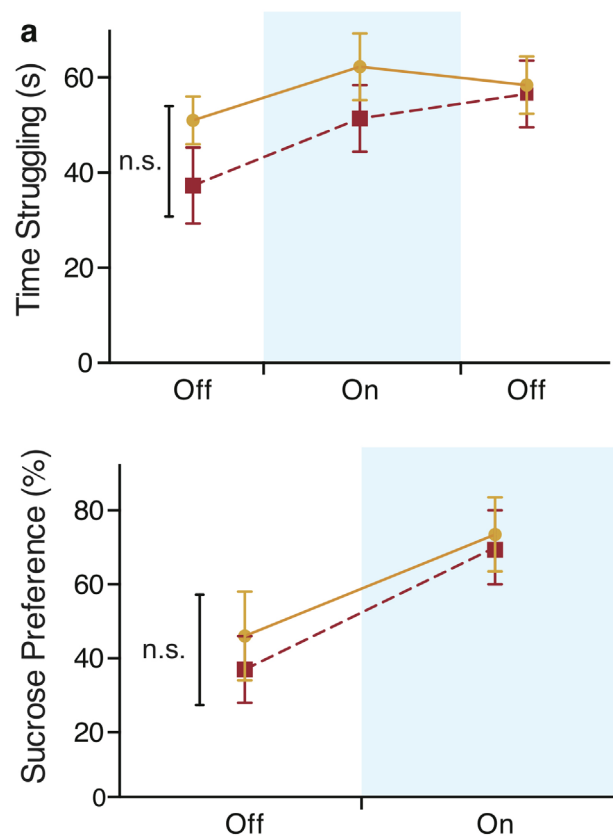 a
Time Struggling (s)
60
40
20
0
n.s.
Off On Off
Sucrose Preference (%)
80
60
40
20
0
n.s.
Off On